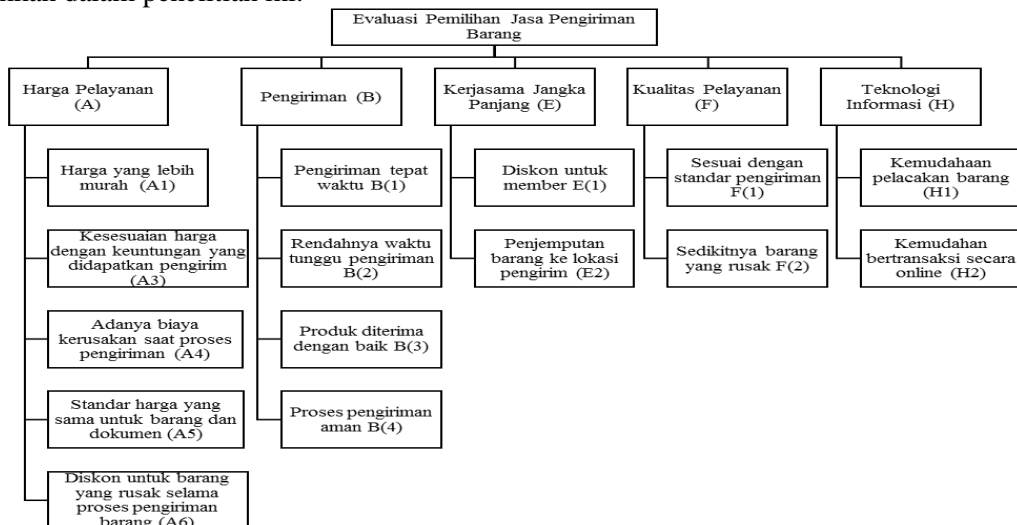 dalam penelitian ini.
Evaluasi Pemilihan Jasa Pengiriman
Barang
Harga Pelayanan
(A)
Pengiriman (B)
Kerjasama Jangka
Panjang (E)
Kualitas Pelayanan
(F)
Teknologi
Informasi (H)
Harga yang lebih
murah (A1)
Kesesuaian harga
dengan keuntungan yang
didapatkan pengirim
(A3)
Adanya biaya
kerusakan saat proses
pengiriman (A4)
Standar harga yang
sama untuk barang dan
dokumen (A5)
Diskon untuk barang
yang rusak selama
proses pengiriman
barang (A6)
Pengiriman tepat
waktu B(1)
Rendahnya waktu
tunggu pengiriman
B(2)
Produk diterima
dengan baik B(3)
Proses pengiriman
aman B(4)
Diskon untuk
member E(1)
Penjemputan
barang ke lokasi
pengirim (E2)
Sesuai dengan
standar pengiriman
F(1)
Sedikitnya barang
yang rusak F(2)
Kemudahaan
pelacakan barang
(H1)
Kemudahan
bertransaksi secara
online (H2)